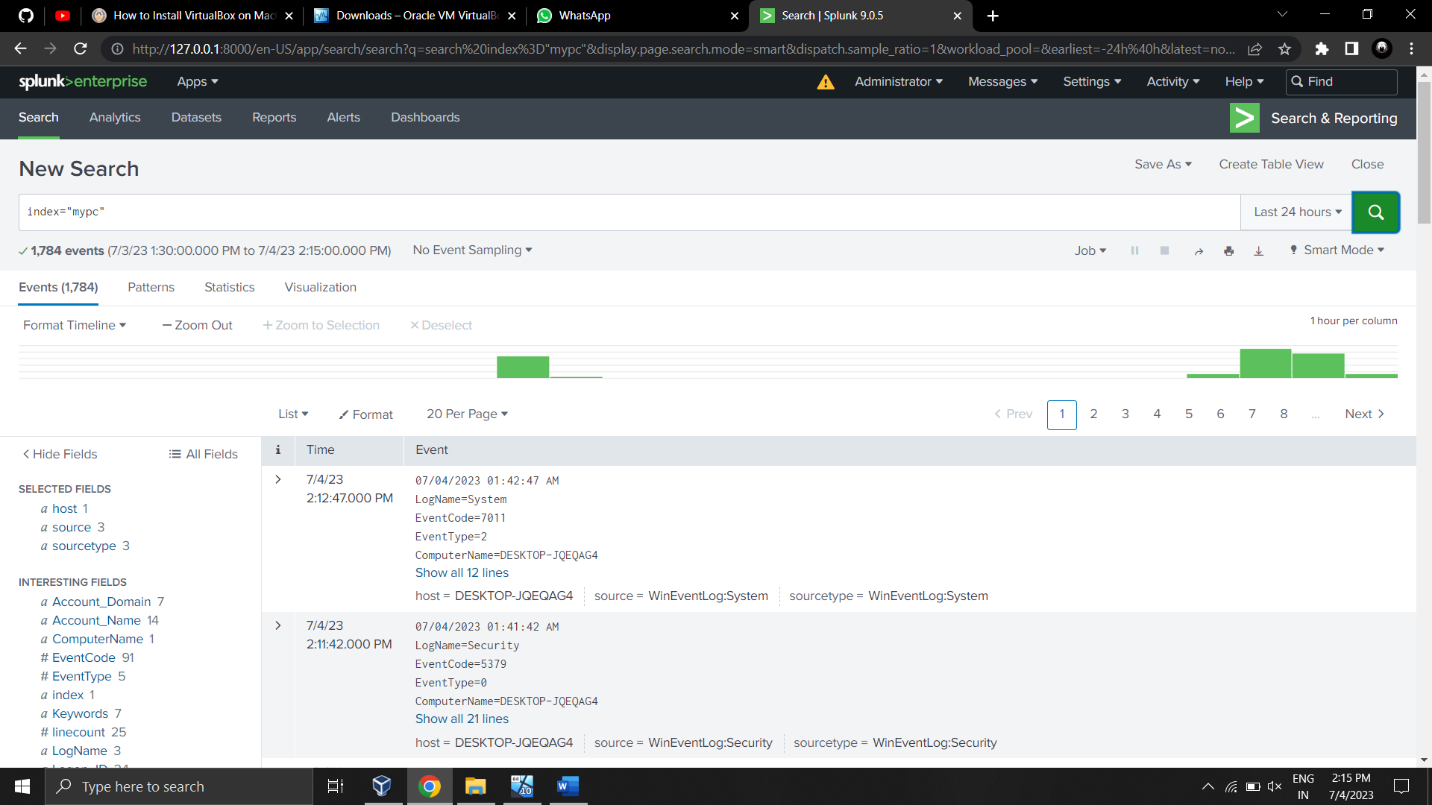 How to Install VirtualBox on Mac
Downloads – Oracle VM VirtualB
WhatsApp
Search | Splunk 9.0.5
http://127.0.0.1:8000/en-US/app/search/search?q=search%20index%3D"mypc"&display.page.search.mode=smart&dispatch.sample_ratio=1&workload_pool=&earliest=-24h%40h&latest=no...
splunk>enterprise Apps Administrator Messages Settings Activity Help Find
Search Analytics Datasets Reports Alerts Dashboards Search & Reporting
New Search Save As Create Table View Close
index="mypc" Last 24 hours
1,784 events (7/3/23 1:30:00.000 PM to 7/4/23 2:15:00.000 PM) No Event Sampling Job Smart Mode
Events (1,784) Patterns Statistics Visualization
Format Timeline — Zoom Out + Zoom to Selection × Deselect 1 hour per column
List Format 20 Per Page < Prev 1 2 3 4 5 6 7 8 ... Next >
< Hide Fields All Fields
i Time Event
SELECTED FIELDS
a host 1
a source 3
a sourcetype 3
INTERESTING FIELDS
a Account_Domain 7
a Account_Name 14
a ComputerName 1
# EventCode 91
# EventType 5
a index 1
a Keywords 7
# linecount 25
a LogName 3
> 7/4/23
2:12:47.000 PM
07/04/2023 01:42:47 AM
LogName=System
EventCode=7011
EventType=2
ComputerName=DESKTOP-JQEQAG4
Show all 12 lines
host = DESKTOP-JQEQAG4 source = WinEventLog:System sourcetype = WinEventLog:System
> 7/4/23
2:11:42.000 PM
07/04/2023 01:41:42 AM
LogName=Security
EventCode=5379
EventType=0
ComputerName=DESKTOP-JQEQAG4
Show all 21 lines
host = DESKTOP-JQEQAG4 source = WinEventLog:Security sourcetype = WinEventLog:Security
Type here to search
ENG
IN
2:15 PM
7/4/2023